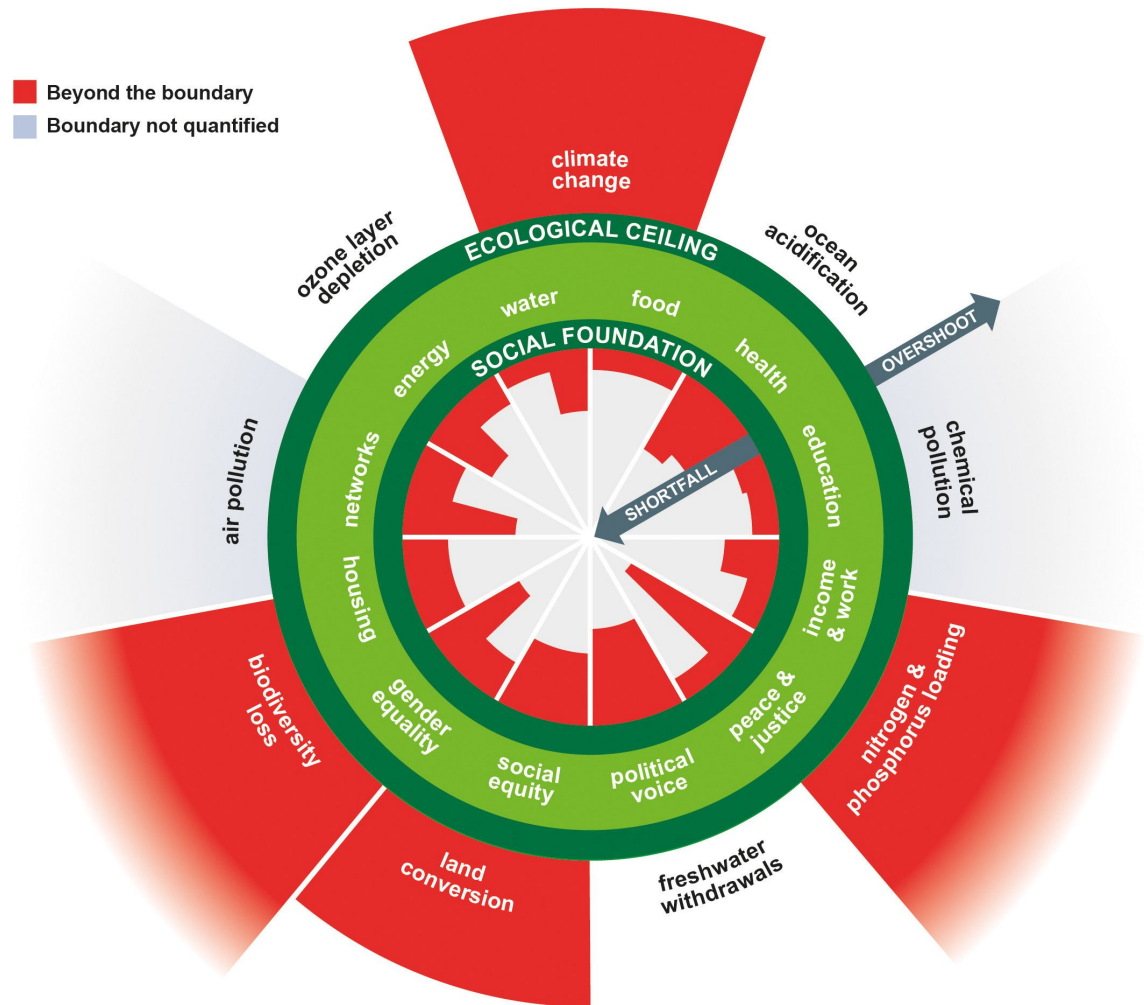 Beyond the boundary
Boundary not quantified
climate
change
ozone layer
depletion
ocean
acidification
ECOLOGICAL CEILING
water
food
energy
SOCIAL FOUNDATION
health
OVERSHOOT
SHORTFALL
networks
education
air pollution
chemical
pollution
housing
income
& work
biodiversity
loss
gender
equality
peace &
justice
nitrogen &
phosphorus loading
social
equity
political
voice
land
conversion
freshwater
withdrawals